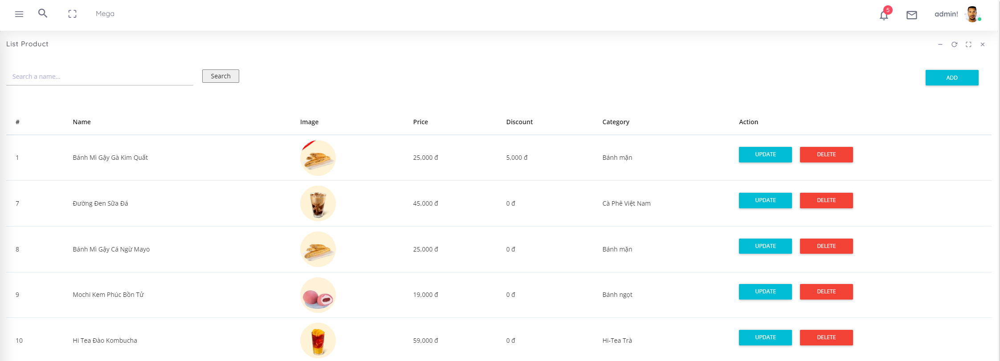 Mega
5
admin!
List Product
Search a name...
Search
ADD
# Name Image Price Discount Category Action
1 Bánh Mì Gậy Gà Kim Quất 25,000 đ 5,000 đ Bánh mặn UPDATE DELETE
7 Đường Đen Sữa Đá 45,000 đ 0 đ Cà Phê Việt Nam UPDATE DELETE
8 Bánh Mì Gậy Cá Ngừ Mayo 25,000 đ 0 đ Bánh mặn UPDATE DELETE
9 Mochi Kem Phúc Bồn Tử 19,000 đ 0 đ Bánh ngọt UPDATE DELETE
10 Hi Tea Đào Kombucha 59,000 đ 0 đ Hi-Tea Trà UPDATE DELETE